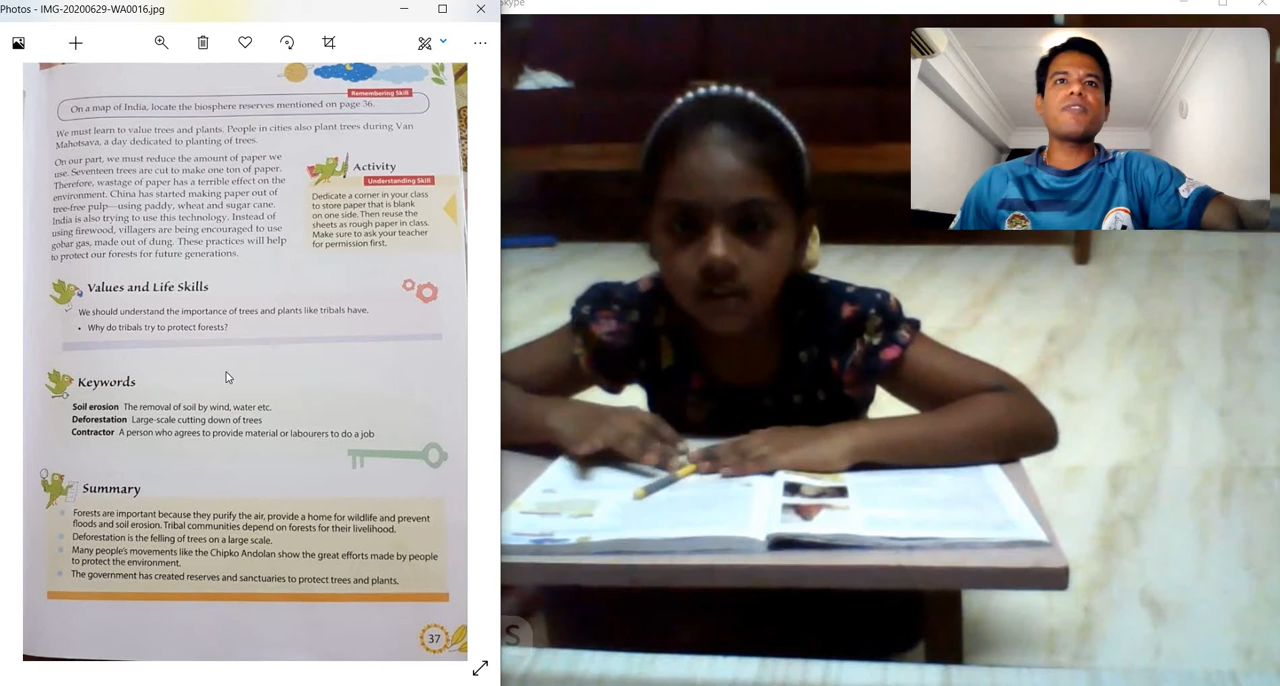 Photos - IMG-20200629-WA0016.jpg
Remembering Skill
On a map of India, locate the biosphere reserves mentioned on page 36.
We must learn to value trees and plants. People in cities also plant trees during Van
Mahotsava, a day dedicated to planting of trees.
On our part, we must reduce the amount of paper we
use. Seventeen trees are cut to make one ton of paper.
Therefore, wastage of paper has a terrible effect on the
environment. China has started making paper out of
tree-free pulp—using paddy, wheat and sugar cane.
India is also trying to use this technology. Instead of
using firewood, villagers are being encouraged to use
gobar gas, made out of dung. These practices will help
to protect our forests for future generations.
Activity
Understanding Skill
Dedicate a corner in your class
to store paper that is blank
on one side. Then reuse the
sheets as rough paper in class.
Make sure to ask your teacher
for permission first.
Values and Life Skills
We should understand the importance of trees and plants like tribals have.
• Why do tribals try to protect forests?
Keywords
Soil erosion The removal of soil by wind, water etc.
Deforestation Large-scale cutting down of trees
Contractor A person who agrees to provide material or labourers to do a job
Summary
Forests are important because they purify the air, provide a home for wildlife and prevent
floods and soil erosion. Tribal communities depend on forests for their livelihood.
Deforestation is the felling of trees on a large scale.
Many people's movements like the Chipko Andolan show the great efforts made by people
to protect the environment.
The government has created reserves and sanctuaries to protect trees and plants.
37
S